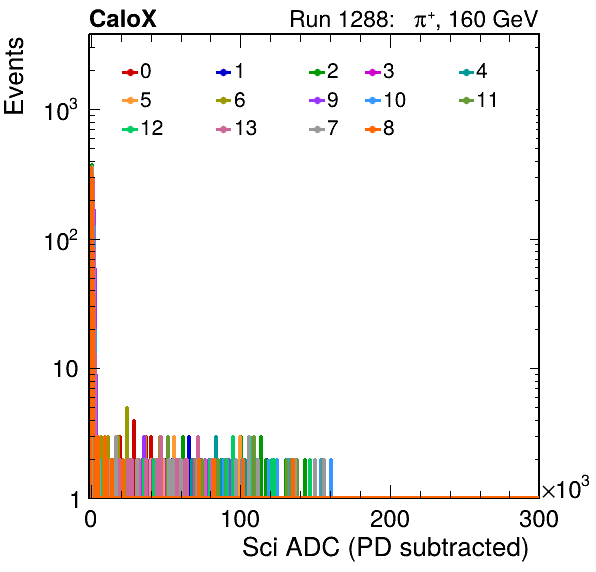 CaloX Run 1288: π⁺, 160 GeV
Events
0 1 2 3 4
5 6 9 10 11
12 13 7 8
10³
10²
10
1
0 100 200 300
×10³
Sci ADC (PD subtracted)